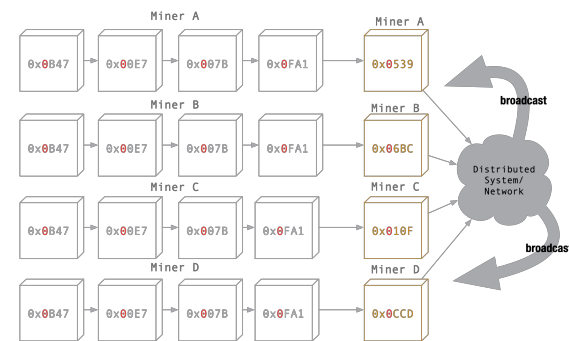 Miner A
Miner A
0x0B47 0x00E7 0x007B 0x0FA1 0x0539
broadcast
Miner B
Miner B
0x0B47 0x00E7 0x007B 0x0FA1 0x06BC
Distributed
System/
Network
Miner C
Miner C
0x0B47 0x00E7 0x007B 0x0FA1 0x010F
broadcast
Miner D
Miner D
0x0B47 0x00E7 0x007B 0x0FA1 0x0CCD